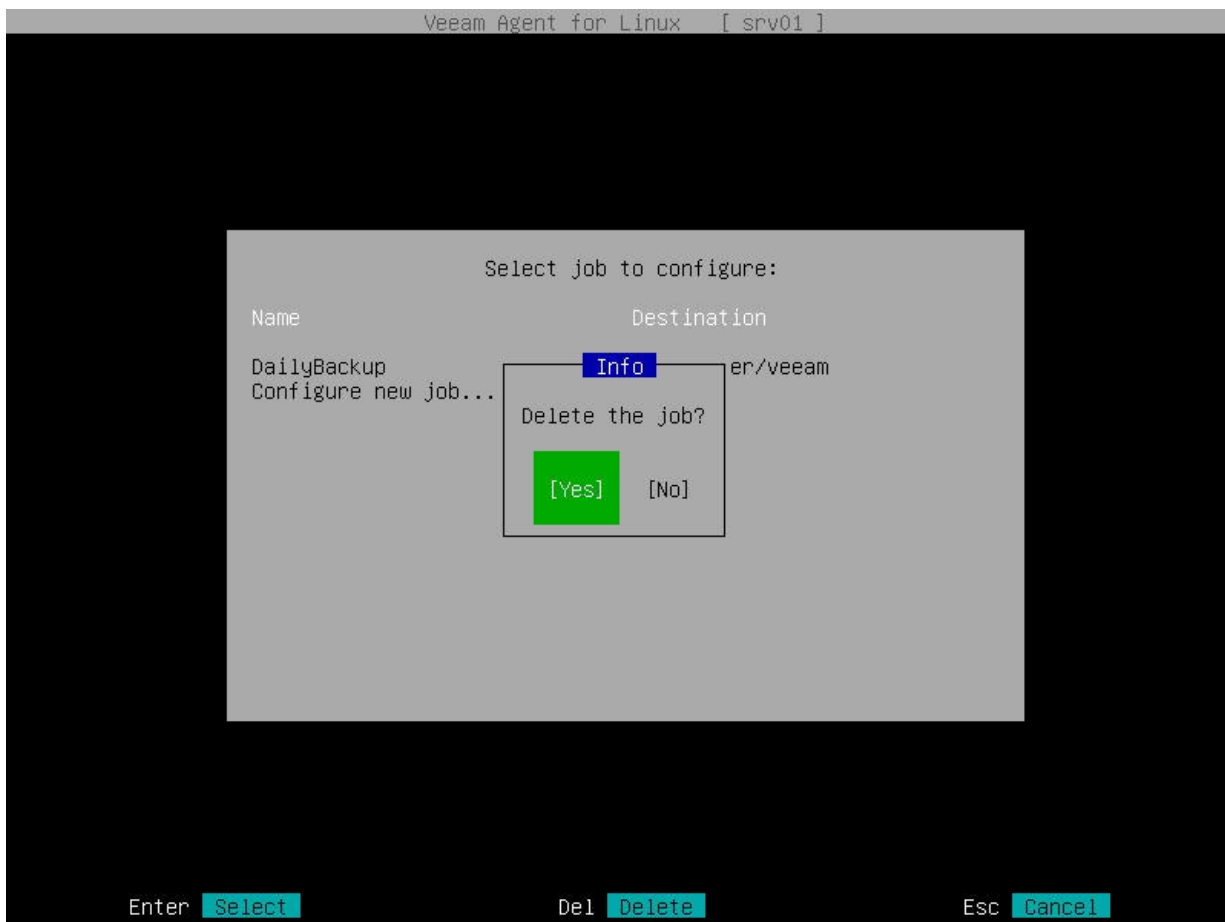 Veeam Agent for Linux [ srv01 ]
Select job to configure:
Name Destination
DailyBackup er/veeam
Configure new job...
Info
Delete the job?
[Yes] [No]
Enter Select Del Delete Esc Cancel